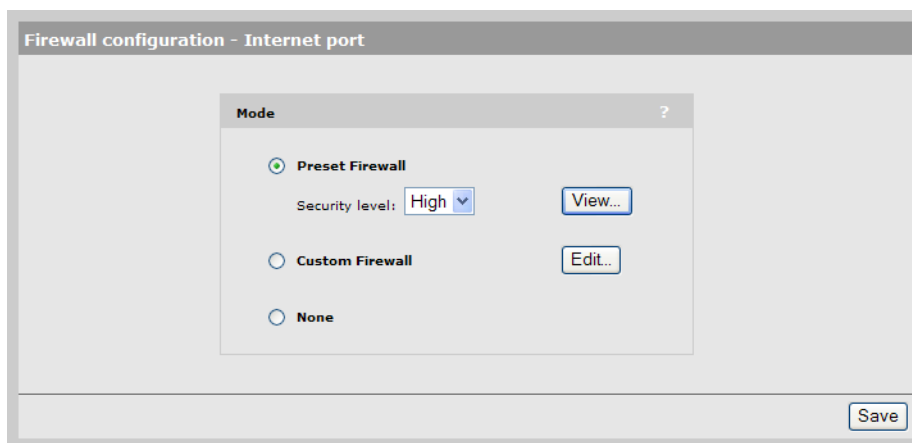 Firewall configuration - Internet port
Mode ?
Preset Firewall
Security level: High View...
Custom Firewall Edit...
None
Save